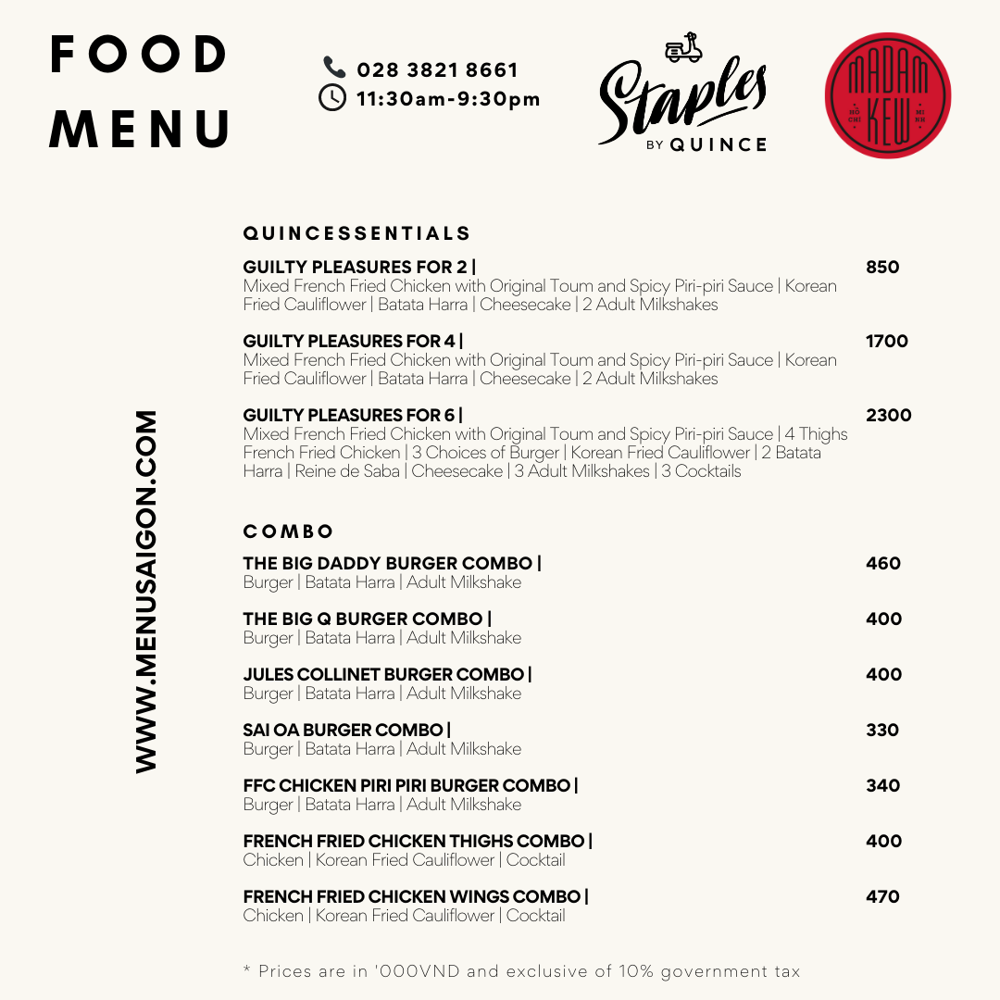 FOOD
MENU
028 3821 8661
11:30am-9:30pm
Staples
BY QUINCE
MADAM
KEW
HỒ
CHÍ
MI
NH
QUINCESSENTIALS
GUILTY PLEASURES FOR 2 | 850
Mixed French Fried Chicken with Original Toum and Spicy Piri-piri Sauce | Korean
Fried Cauliflower | Batata Harra | Cheesecake | 2 Adult Milkshakes
GUILTY PLEASURES FOR 4 | 1700
Mixed French Fried Chicken with Original Toum and Spicy Piri-piri Sauce | Korean
Fried Cauliflower | Batata Harra | Cheesecake | 2 Adult Milkshakes
GUILTY PLEASURES FOR 6 | 2300
Mixed French Fried Chicken with Original Toum and Spicy Piri-piri Sauce | 4 Thighs
French Fried Chicken | 3 Choices of Burger | Korean Fried Cauliflower | 2 Batata
Harra | Reine de Saba | Cheesecake | 3 Adult Milkshakes | 3 Cocktails
WWW.MENUSAIGON.COM
COMBO
THE BIG DADDY BURGER COMBO | 460
Burger | Batata Harra | Adult Milkshake
THE BIG Q BURGER COMBO | 400
Burger | Batata Harra | Adult Milkshake
JULES COLLINET BURGER COMBO | 400
Burger | Batata Harra | Adult Milkshake
SAI OA BURGER COMBO | 330
Burger | Batata Harra | Adult Milkshake
FFC CHICKEN PIRI PIRI BURGER COMBO | 340
Burger | Batata Harra | Adult Milkshake
FRENCH FRIED CHICKEN THIGHS COMBO | 400
Chicken | Korean Fried Cauliflower | Cocktail
FRENCH FRIED CHICKEN WINGS COMBO | 470
Chicken | Korean Fried Cauliflower | Cocktail
* Prices are in '000VND and exclusive of 10% government tax